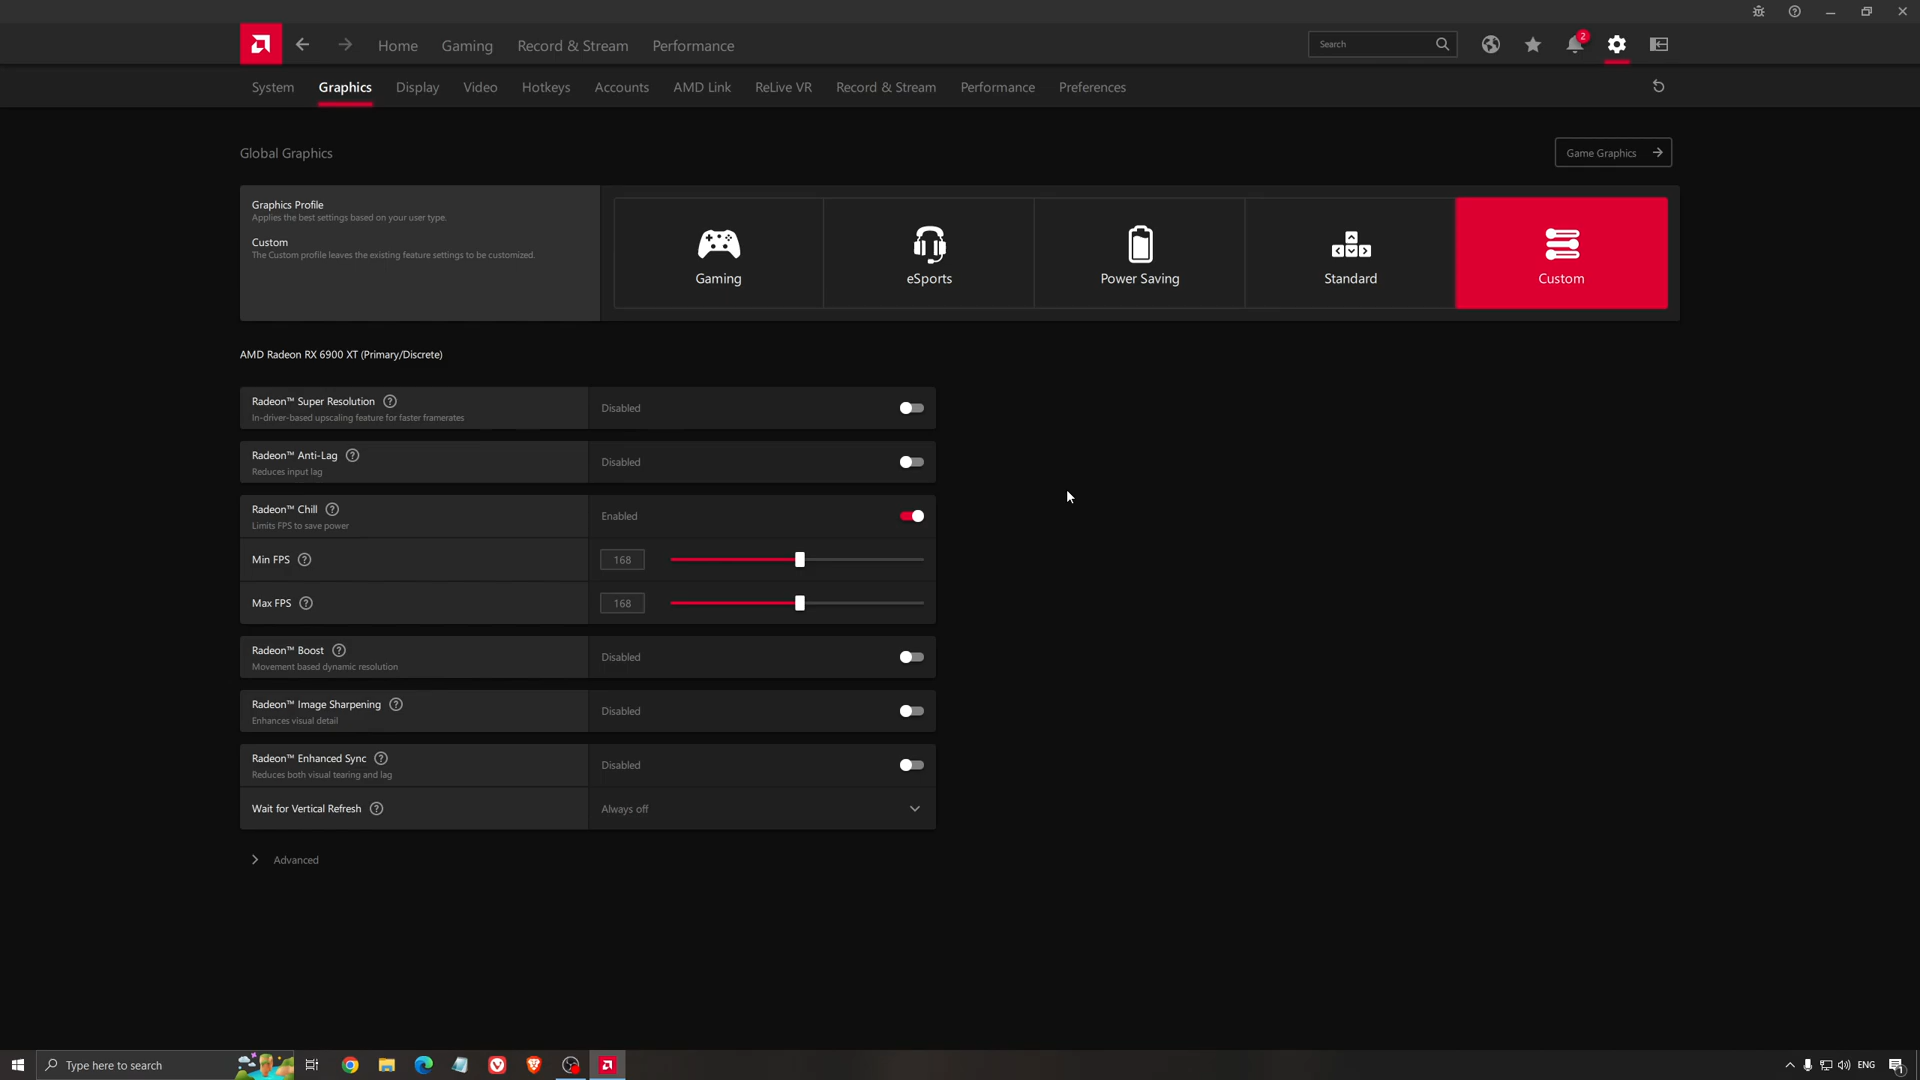 Home
Gaming
Record & Stream
Performance
Search
2
System
Graphics
Display
Video
Hotkeys
Accounts
AMD Link
ReLive VR
Record & Stream
Performance
Preferences
Global Graphics
Game Graphics
Graphics Profile
Applies the best settings based on your user type.
Custom
The Custom profile leaves the existing feature settings to be customized.
Gaming
eSports
Power Saving
Standard
Custom
AMD Radeon RX 6900 XT (Primary/Discrete)
Radeon™ Super Resolution
In-driver-based upscaling feature for faster framerates
Disabled
Radeon™ Anti-Lag
Reduces input lag
Disabled
Radeon™ Chill
Limits FPS to save power
Enabled
Min FPS
168
Max FPS
168
Radeon™ Boost
Movement based dynamic resolution
Disabled
Radeon™ Image Sharpening
Enhances visual detail
Disabled
Radeon™ Enhanced Sync
Reduces both visual tearing and lag
Disabled
Wait for Vertical Refresh
Always off
Advanced
Type here to search
ENG
1